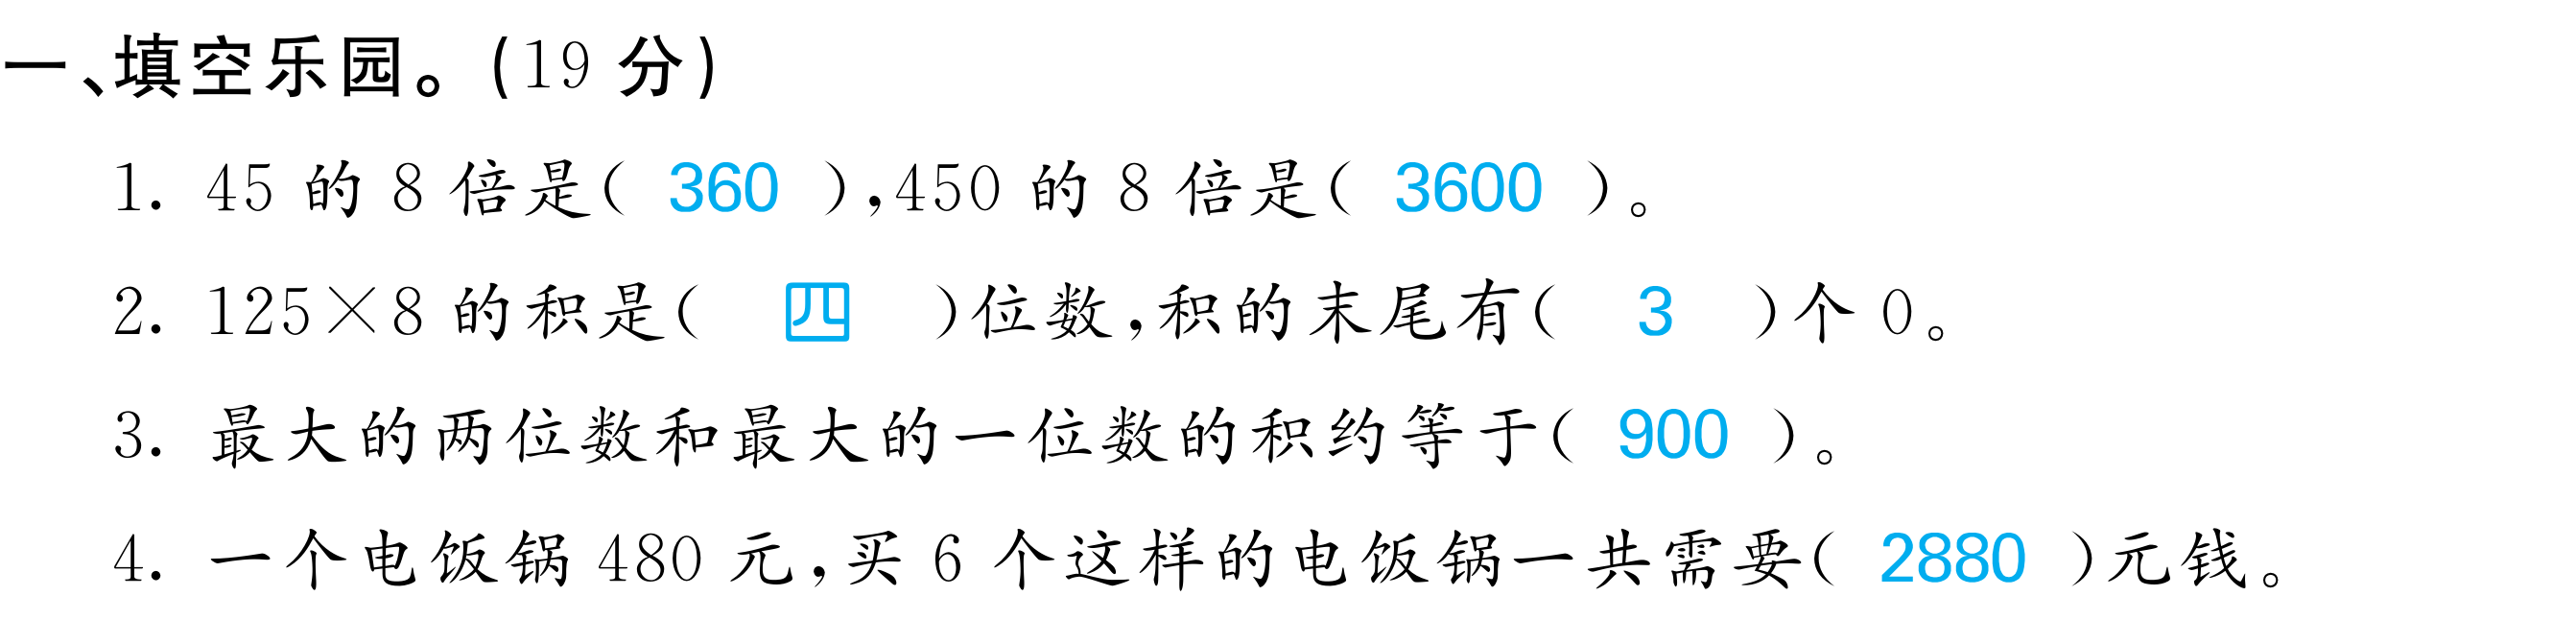 一、填空乐园。(19 分)
1. 45 的 8 倍是( 360 ),450 的 8 倍是( 3600 )。
2. 125×8 的积是( 四 )位数,积的末尾有( 3 )个 0。
3. 最大的两位数和最大的一位数的积约等于( 900 )。
4. 一个电饭锅 480 元,买 6 个这样的电饭锅一共需要( 2880 )元钱。